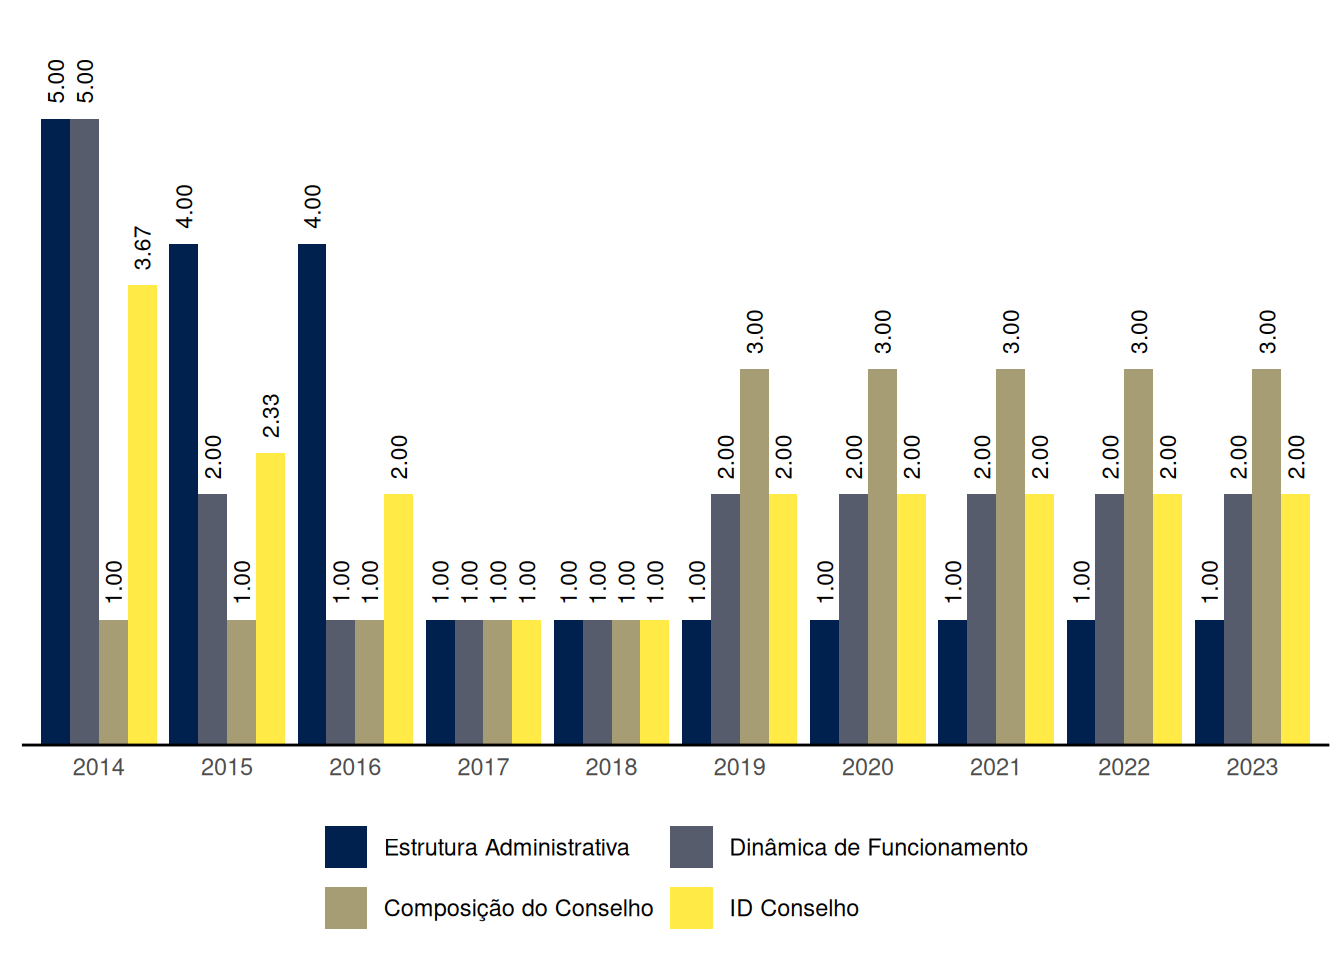 5.00 5.00 1.00 3.67
4.00 2.00 1.00 2.33
4.00 1.00 1.00 2.00
1.00 1.00 1.00 1.00
1.00 1.00 1.00 1.00
1.00 2.00 3.00 2.00
1.00 2.00 3.00 2.00
1.00 2.00 3.00 2.00
1.00 2.00 3.00 2.00
1.00 2.00 3.00 2.00
2014 2015 2016 2017 2018 2019 2020 2021 2022 2023
Estrutura Administrativa Dinâmica de Funcionamento
Composição do Conselho ID Conselho